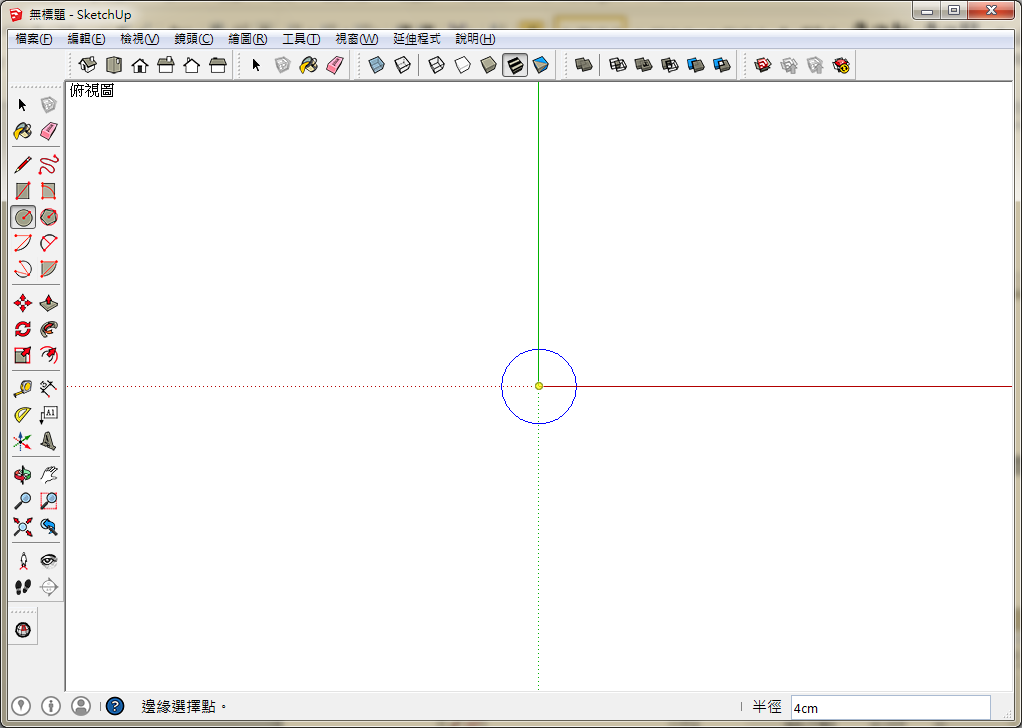 無標題 - SketchUp
檔案(F) 編輯(E) 檢視(V) 鏡頭(C) 繪圖(R) 工具(T) 視窗(W) 延伸程式 說明(H)
俯視圖
A1
邊緣選擇點。 半徑 4cm